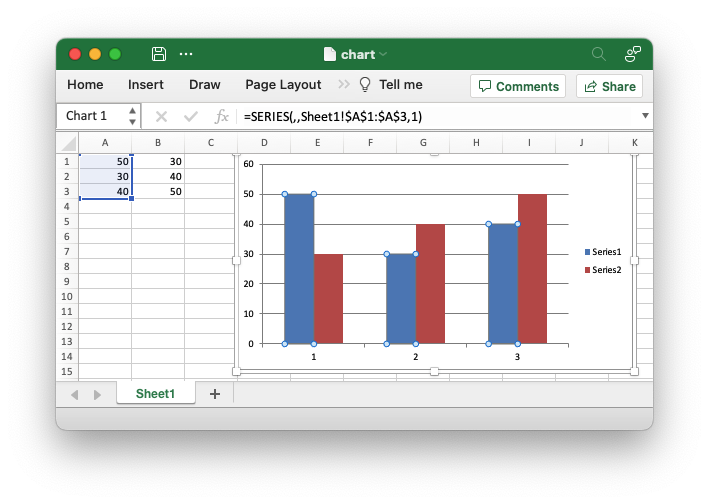 chart
Home Insert Draw Page Layout Tell me Comments Share
Chart 1 fx =SERIES(,,Sheet1!$A$1:$A$3,1)
A B C D E F G H I J K
1 50 30
2 30 40
3 40 50
4
5
6
7
8
9
10
11
12
13
14
15
60
50
40
30
20
10
0
1 2 3
Series1
Series2
Sheet1 +